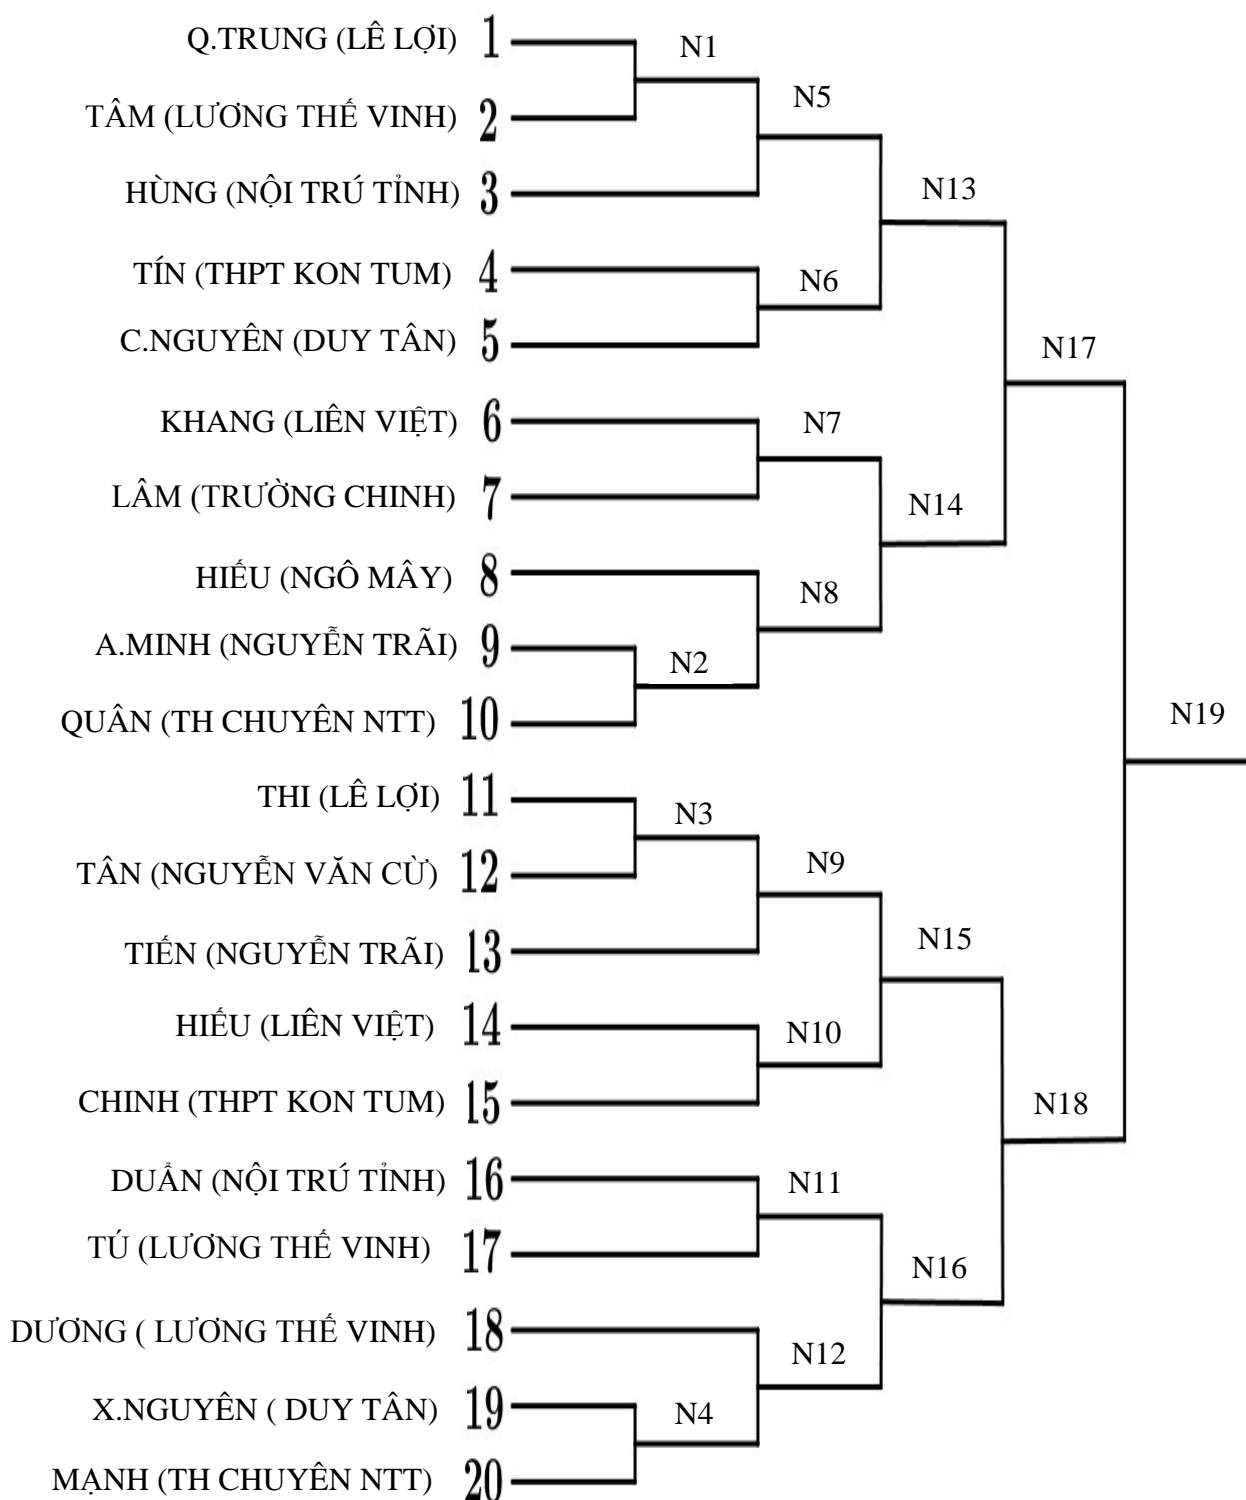 Q.TRUNG (LÊ LỢI) 1
N1
TÂM (LƯƠNG THẾ VINH) 2
N5
HÙNG (NỘI TRÚ TỈNH) 3
N13
TÍN (THPT KON TUM) 4
N6
C.NGUYÊN (DUY TÂN) 5
N17
KHANG (LIÊN VIỆT) 6
N7
LÂM (TRƯỜNG CHINH) 7
N14
HIẾU (NGÔ MÂY) 8
N8
A.MINH (NGUYỄN TRÃI) 9
N2
QUÂN (TH CHUYÊN NTT) 10
N19
THI (LÊ LỢI) 11
N3
TÂN (NGUYỄN VĂN CỪ) 12
N9
TIẾN (NGUYỄN TRÃI) 13
N15
HIẾU (LIÊN VIỆT) 14
N10
CHINH (THPT KON TUM) 15
N18
DUẨN (NỘI TRÚ TỈNH) 16
N11
TÚ (LƯƠNG THẾ VINH) 17
N16
DƯƠNG ( LƯƠNG THẾ VINH) 18
N12
X.NGUYÊN ( DUY TÂN) 19
N4
MẠNH (TH CHUYÊN NTT) 20